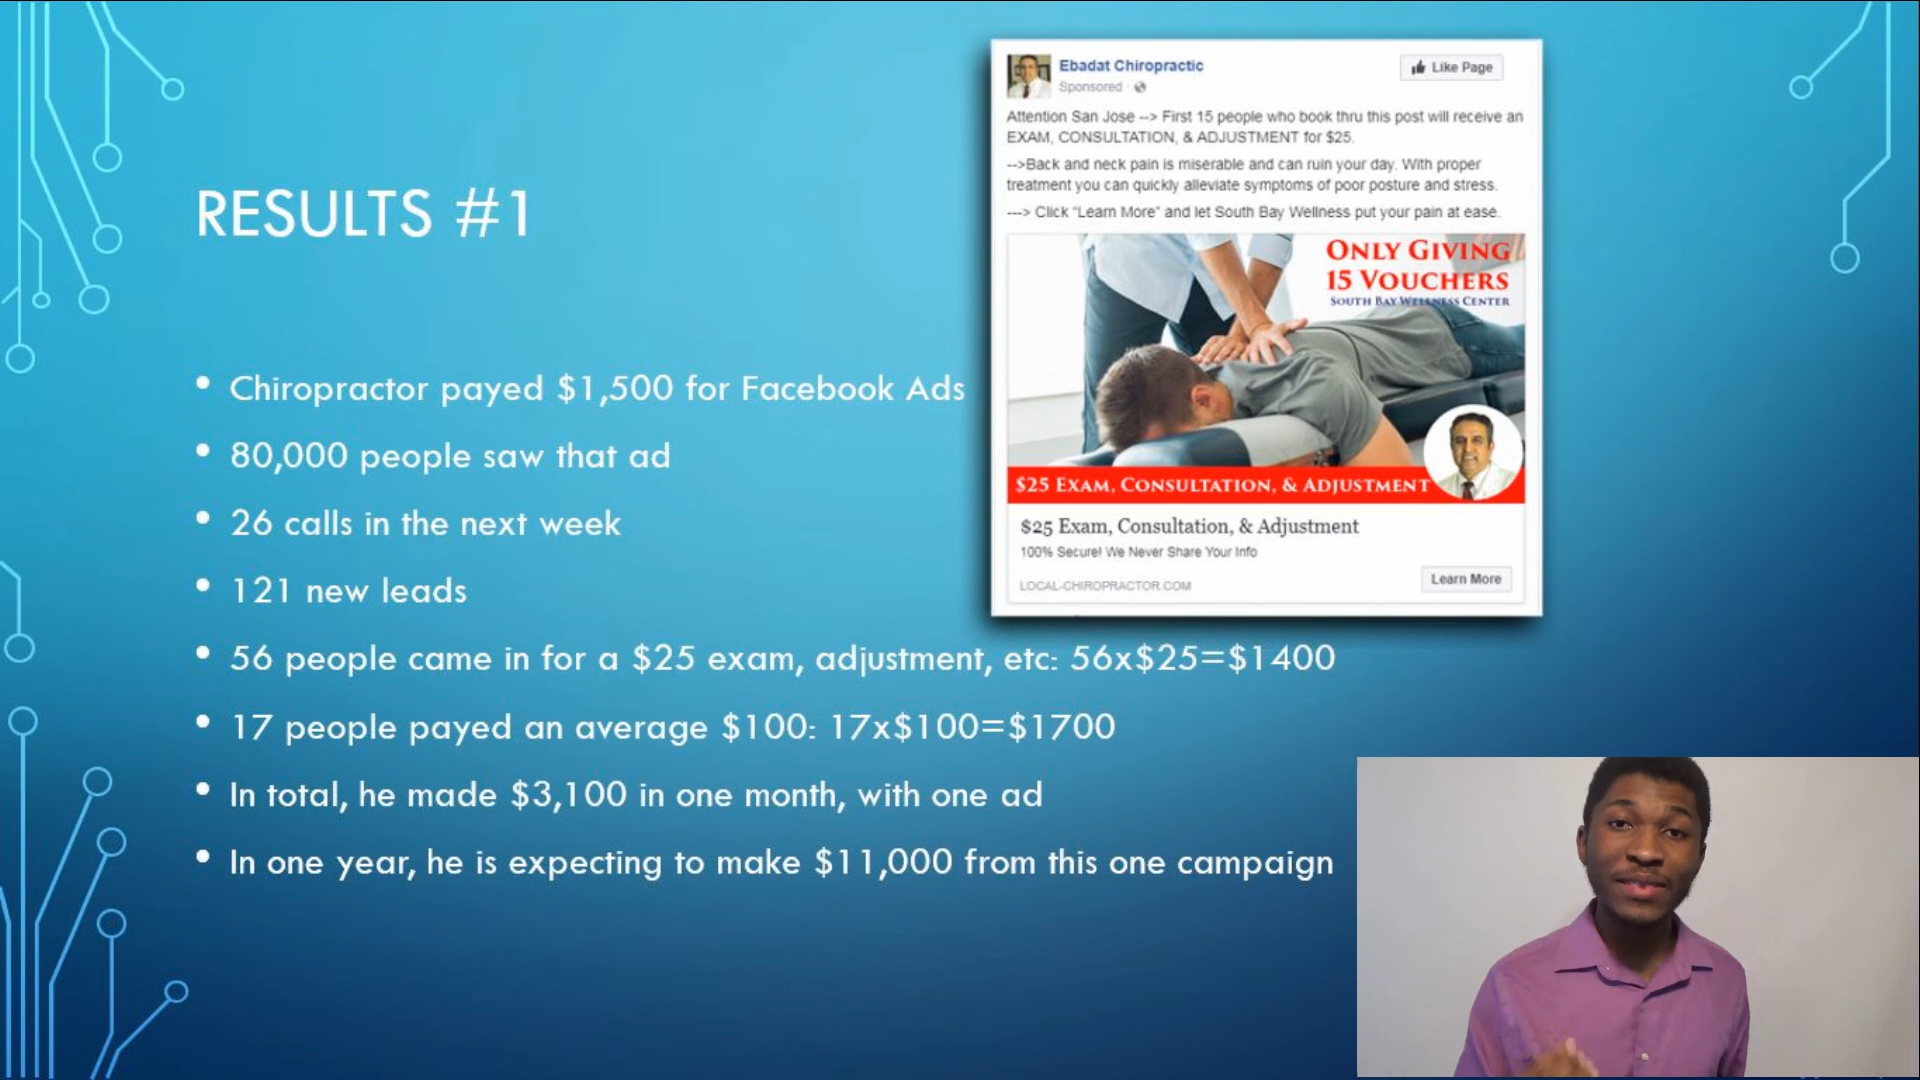 RESULTS #1
• Chiropractor payed $1,500 for Facebook Ads
• 80,000 people saw that ad
• 26 calls in the next week
• 121 new leads
• 56 people came in for a $25 exam, adjustment, etc: 56x$25=$1400
• 17 people payed an average $100: 17x$100=$1700
• In total, he made $3,100 in one month, with one ad
• In one year, he is expecting to make $11,000 from this one campaign
Ebadat Chiropractic
Sponsored ·
Like Page
Attention San Jose --> First 15 people who book thru this post will receive an
EXAM, CONSULTATION, & ADJUSTMENT for $25.
-->Back and neck pain is miserable and can ruin your day. With proper
treatment you can quickly alleviate symptoms of poor posture and stress.
---> Click "Learn More" and let South Bay Wellness put your pain at ease.
ONLY GIVING
15 VOUCHERS
SOUTH BAY WELLNESS CENTER
$25 EXAM, CONSULTATION, & ADJUSTMENT
$25 Exam, Consultation, & Adjustment
100% Secure! We Never Share Your Info
LOCAL-CHIROPRACTOR.COM
Learn More